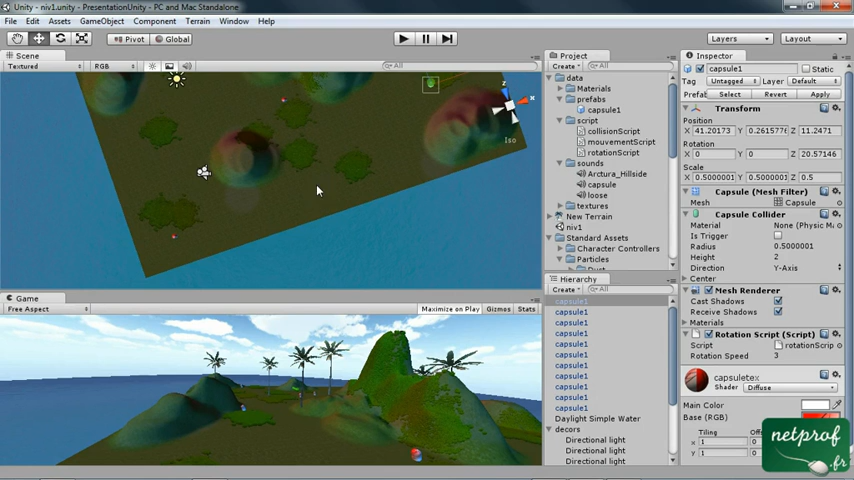 Unity - niv1.unity - PresentationUnity - PC and Mac Standalone
File Edit Assets GameObject Component Terrain Window Help
Pivot Global Layers Layout
Scene
Textured RGB All
Iso
Game
Free Aspect Maximize on Play Gizmos Stats
Project
Create All
data
Materials
prefabs
capsule1
script
collisionScript
mouvementScript
rotationScript
sounds
Arctura_Hillside
capsule
loose
textures
New Terrain
niv1
Standard Assets
Character Controllers
Particles
Dust
Hierarchy
Create All
capsule1
capsule1
capsule1
capsule1
capsule1
capsule1
capsule1
capsule1
capsule1
capsule1
capsule1
Daylight Simple Water
decors
Directional light
Directional light
Directional light
Inspector
capsule1 Static
Tag Untagged Layer Default
Prefab Select Revert Apply
Transform
Position
X 41.20173 Y 0.2615776 Z 11.2471
Rotation
X 0 Y 0 Z 20.57146
Scale
X 0.5000001 Y 0.5000001 Z 0.5
Capsule (Mesh Filter)
Mesh Capsule
Capsule Collider
Material None (Physic Ma
Is Trigger
Radius 0.5000001
Height 2
Direction Y-Axis
Center
Mesh Renderer
Cast Shadows
Receive Shadows
Materials
Rotation Script (Script)
Script rotationScrip
Rotation Speed 3
capsuletex
Shader Diffuse
Main Color
Base (RGB)
Tiling Off
x 1 0
y 1 0
netprof
.fr